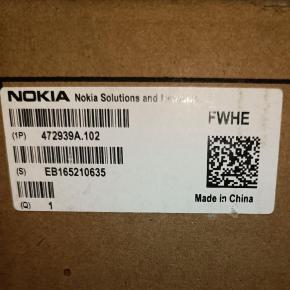 NOKIA Nokia Solutions and
FWHE
(1P) 472939A.102
(S) EB165210635
Made in China
(Q) 1